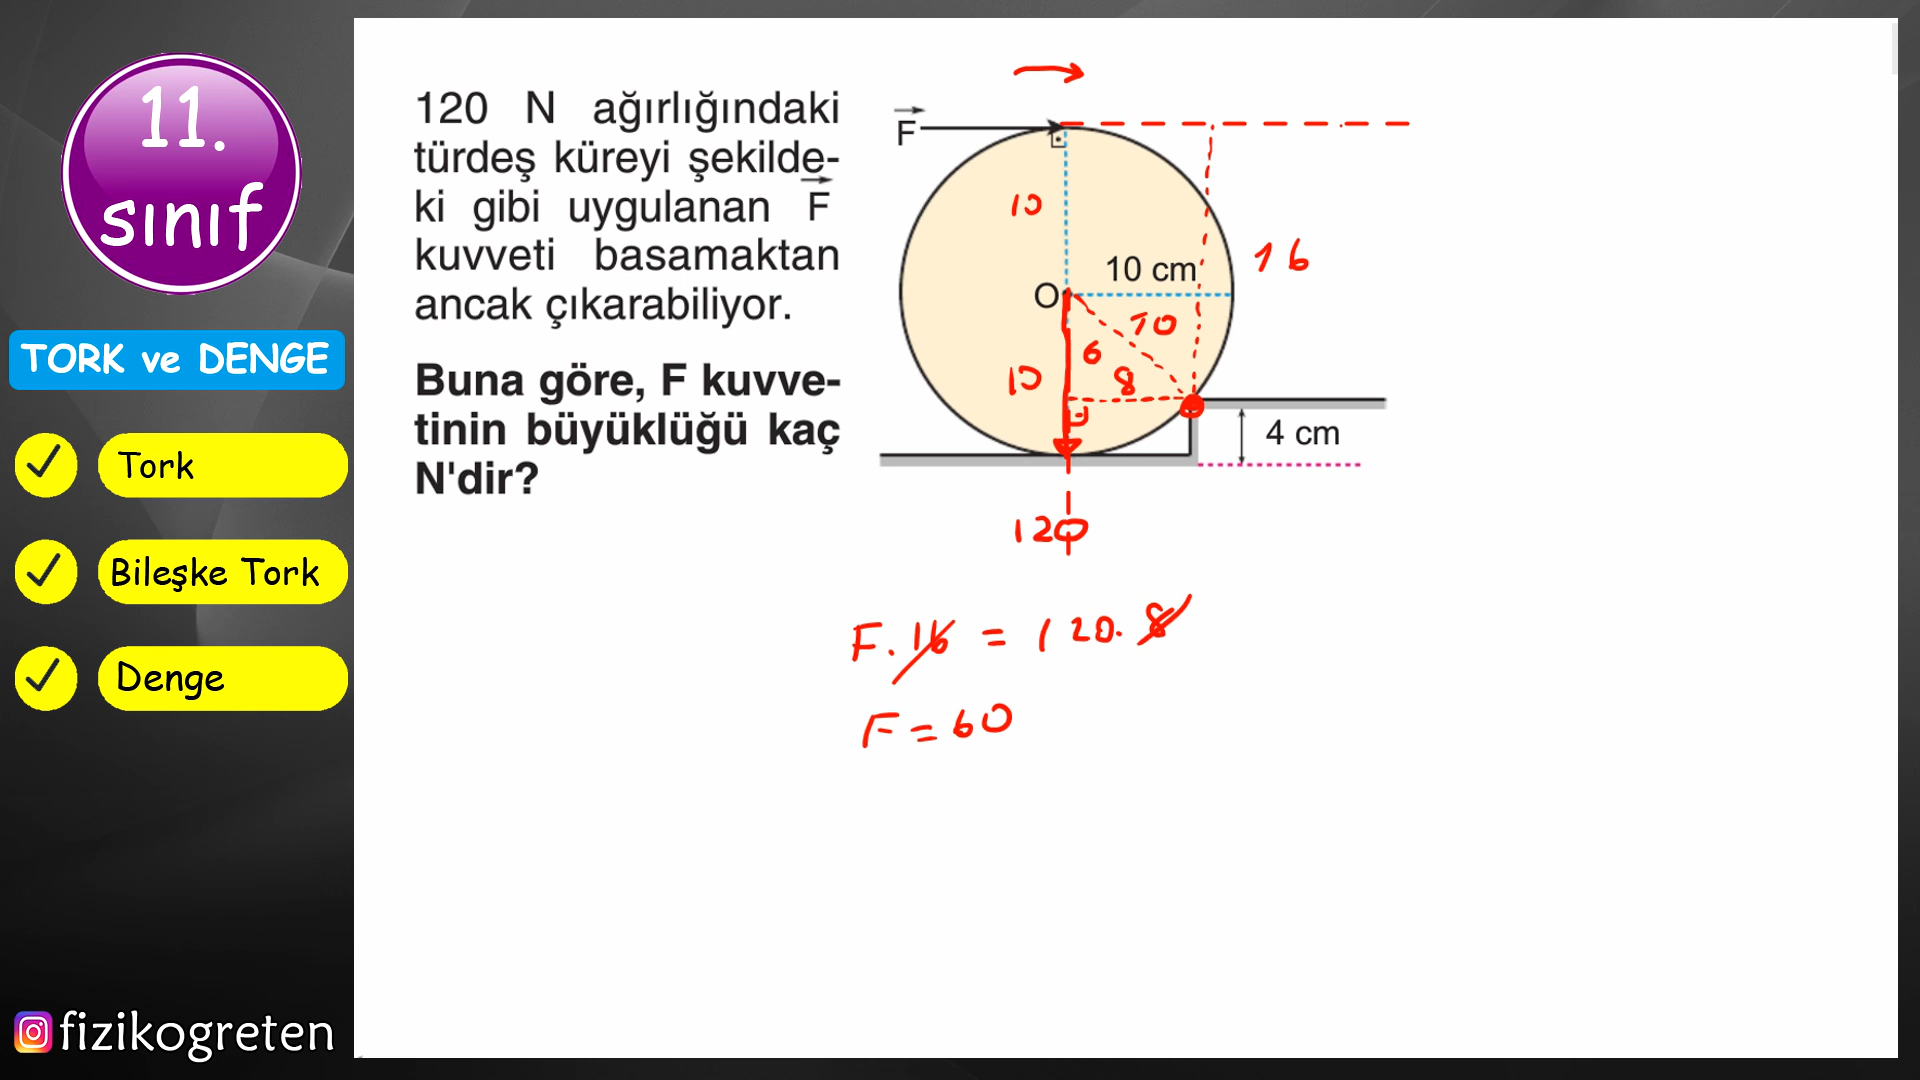 11.
sınıf
TORK ve DENGE
Tork
Bileşke Tork
Denge
fizikogreten
120 N ağırlığındaki
türdeş küreyi şekilde-
ki gibi uygulanan F
kuvveti basamaktan
ancak çıkarabiliyor.
Buna göre, F kuvve-
tinin büyüklüğü kaç
N'dir?
F
10
16
10 cm
O
10
6
10
8
4 cm
120
F. 16 = 120. 8
F = 60